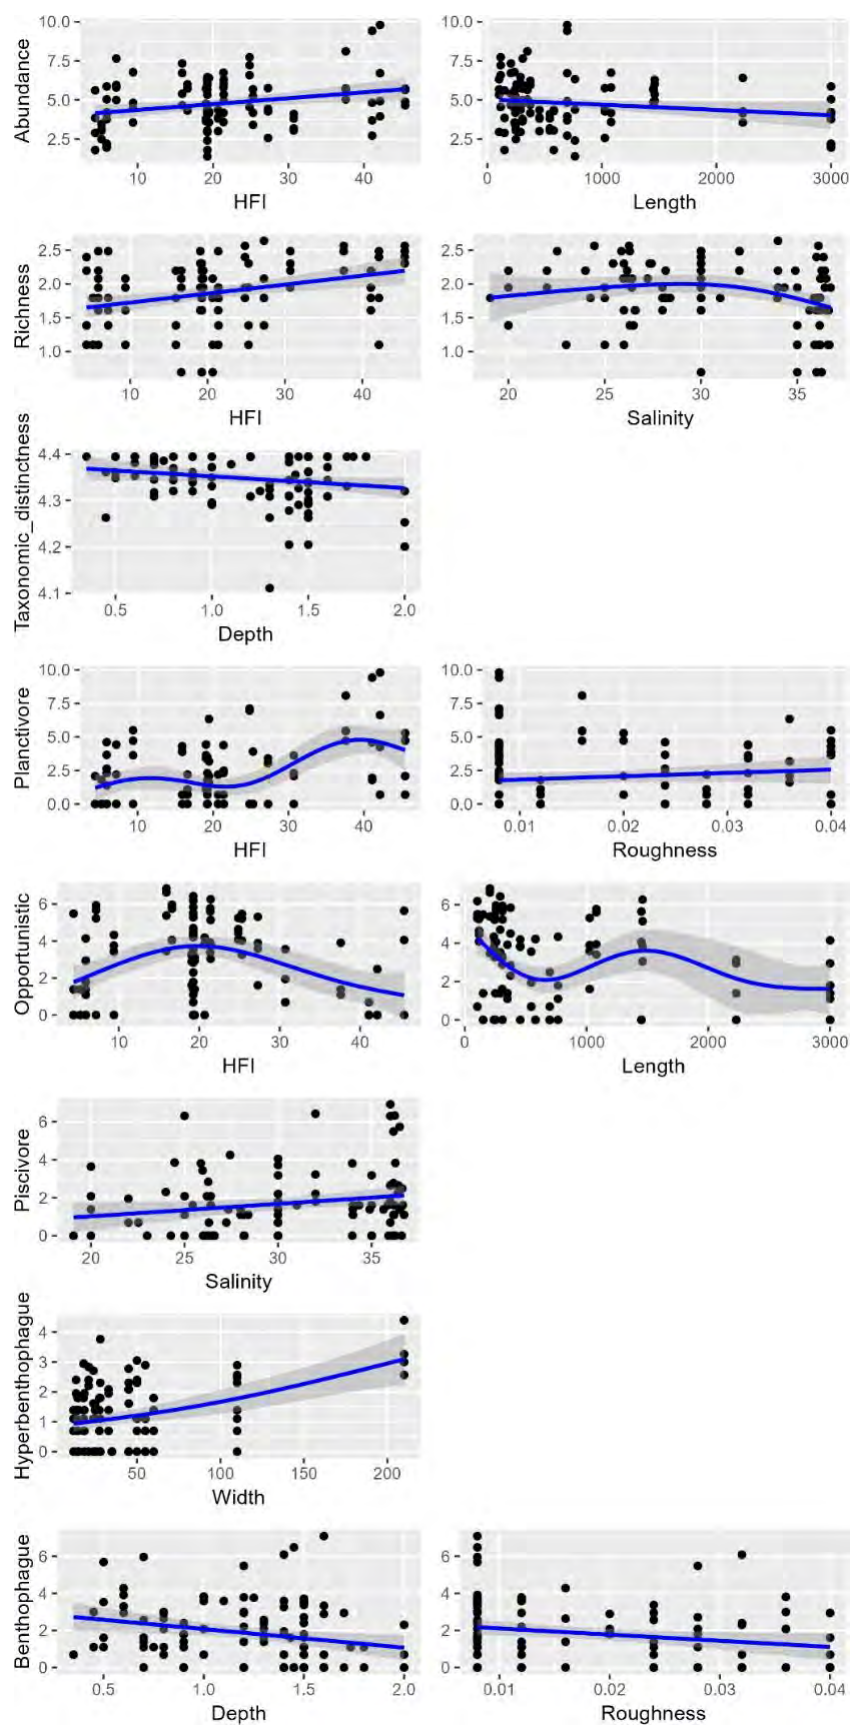 Abundance
10.0
7.5
5.0
2.5
10 20 30 40
HFI
10.0
7.5
5.0
2.5
0 1000 2000 3000
Length
Richness
2.5
2.0
1.5
1.0
10 20 30 40
HFI
2.5
2.0
1.5
1.0
20 25 30 35
Salinity
Taxonomic_distinctness
4.4
4.3
4.2
4.1
0.5 1.0 1.5 2.0
Depth
Planctivore
10.0
7.5
5.0
2.5
0.0
10 20 30 40
HFI
10.0
7.5
5.0
2.5
0.0
0.01 0.02 0.03 0.04
Roughness
Opportunistic
6
4
2
0
10 20 30 40
HFI
6
4
2
0
0 1000 2000 3000
Length
Piscivore
6
4
2
0
20 25 30 35
Salinity
Hyperbenthophague
4
3
2
1
0
50 100 150 200
Width
Benthophague
6
4
2
0
0.5 1.0 1.5 2.0
Depth
6
4
2
0
0.01 0.02 0.03 0.04
Roughness